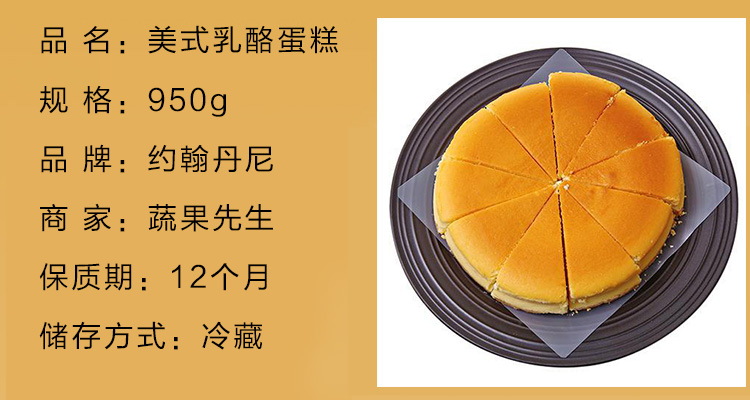 品 名：美式乳酪蛋糕
规 格：950g
品 牌：约翰丹尼
商 家：蔬果先生
保质期：12个月
储存方式：冷藏